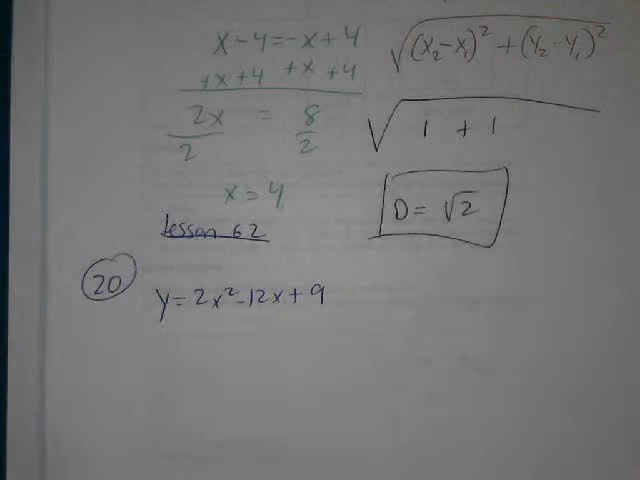 x-4=-x+4
+x+4 +x +4
2x = 8
2 2
x=4
√(x₂-x₁)²+(y₂-y₁)²
√1 + 1
D=√2
Lesson 62
20
y=2x²-12x+9